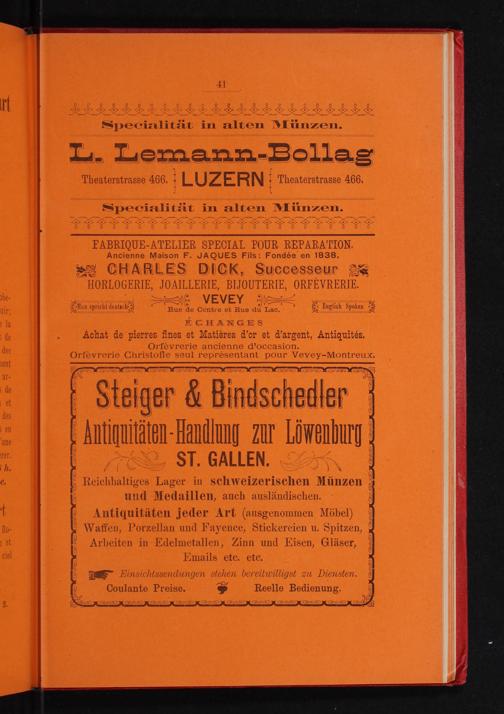 41
Specialität in alten Münzen.
L. Lemann-Bollag
Theaterstrasse 466. LUZERN Theaterstrasse 466.
Specialität in alten Münzen.
FABRIQUE-ATELIER SPECIAL POUR REPARATION.
Ancienne Maison F. JAQUES Fils: Fondée en 1838.
CHARLES DICK, Successeur
HORLOGERIE, JOAILLERIE, BIJOUTERIE, ORFÈVRERIE.
Man spricht deutsch VEVEY English Spoken
Rue de Centre et Rue du Lac.
ÉCHANGES
Achat de pierres fines et Matières d'or et d'argent, Antiquités.
Orfèvrerie ancienne d'occasion.
Orfèvrerie Christofle seul représentant pour Vevey-Montreux.
Steiger & Bindschedler
Antiquitäten-Handlung zur Löwenburg
ST. GALLEN.
Reichhaltiges Lager in schweizerischen Münzen
und Medaillen, auch ausländischen.
Antiquitäten jeder Art (ausgenommen Möbel)
Waffen, Porzellan und Fayence, Stickereien u. Spitzen,
Arbeiten in Edelmetallen, Zinn und Eisen, Gläser,
Emails etc. etc.
Einsichtssendungen stehen bereitwilligst zu Diensten.
Coulante Preise. Reelle Bedienung.